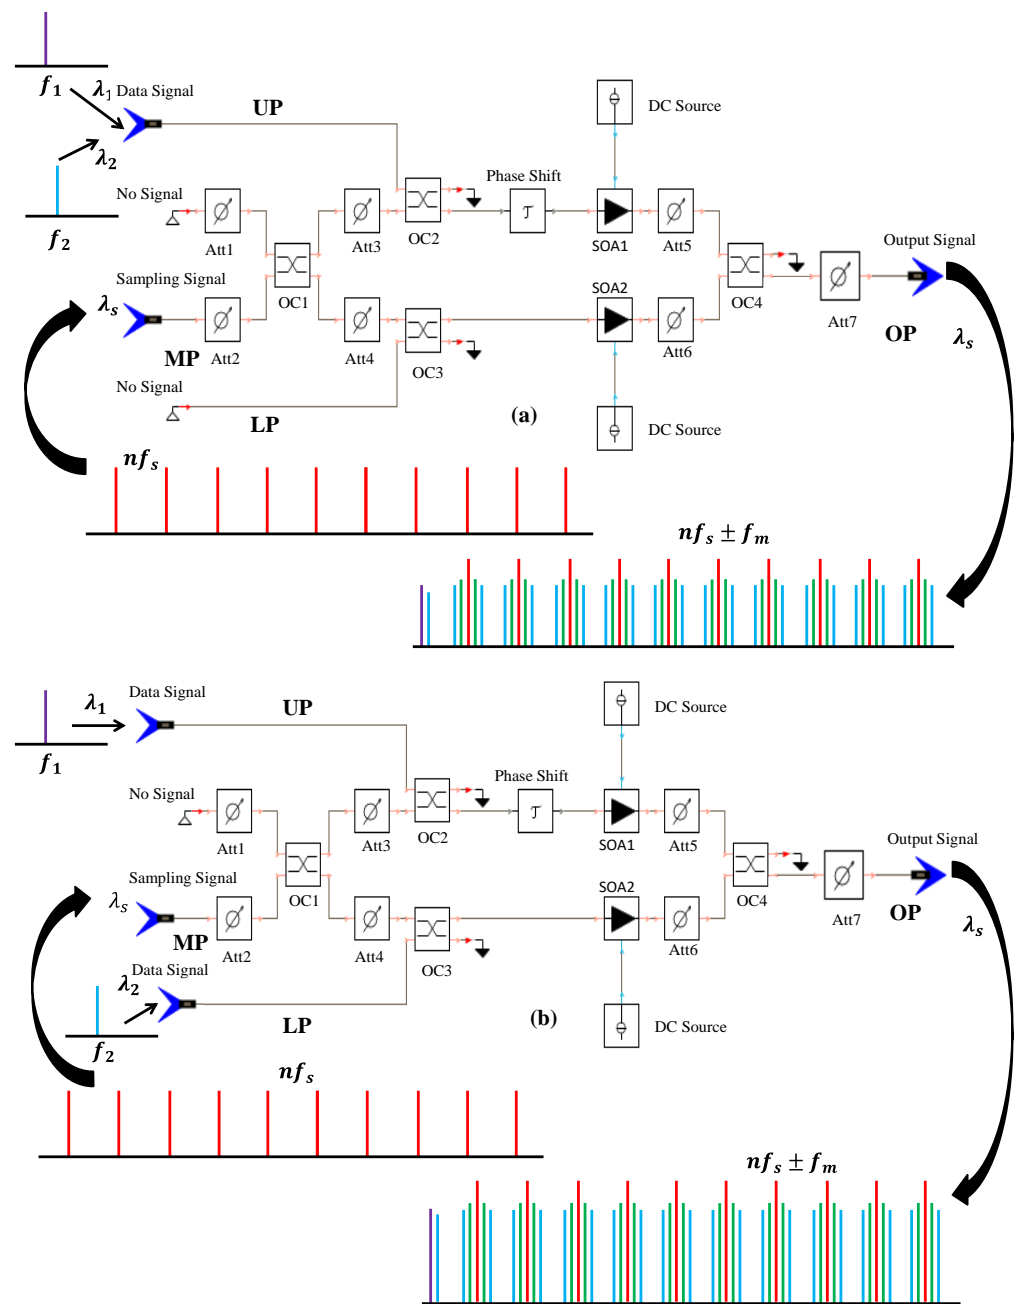 f₁
λ₁ Data Signal
UP
DC Source
λ₂
Phase Shift
No Signal
τ
f₂
Att1
Att3
OC2
SOA1
Att5
Output Signal
Sampling Signal
OC1
SOA2
OC4
λₛ
Att7
OP
λₛ
MP
Att2
Att4
OC3
Att6
No Signal
LP
(a)
DC Source
nfₛ
nfₛ ± fₘ
λ₁
Data Signal
UP
DC Source
f₁
Phase Shift
No Signal
τ
Att1
Att3
OC2
SOA1
Att5
Output Signal
Sampling Signal
OC1
SOA2
OC4
λₛ
Att7
OP
λₛ
MP
Att2
Att4
OC3
Att6
λ₂
Data Signal
LP
(b)
DC Source
f₂
nfₛ
nfₛ ± fₘ